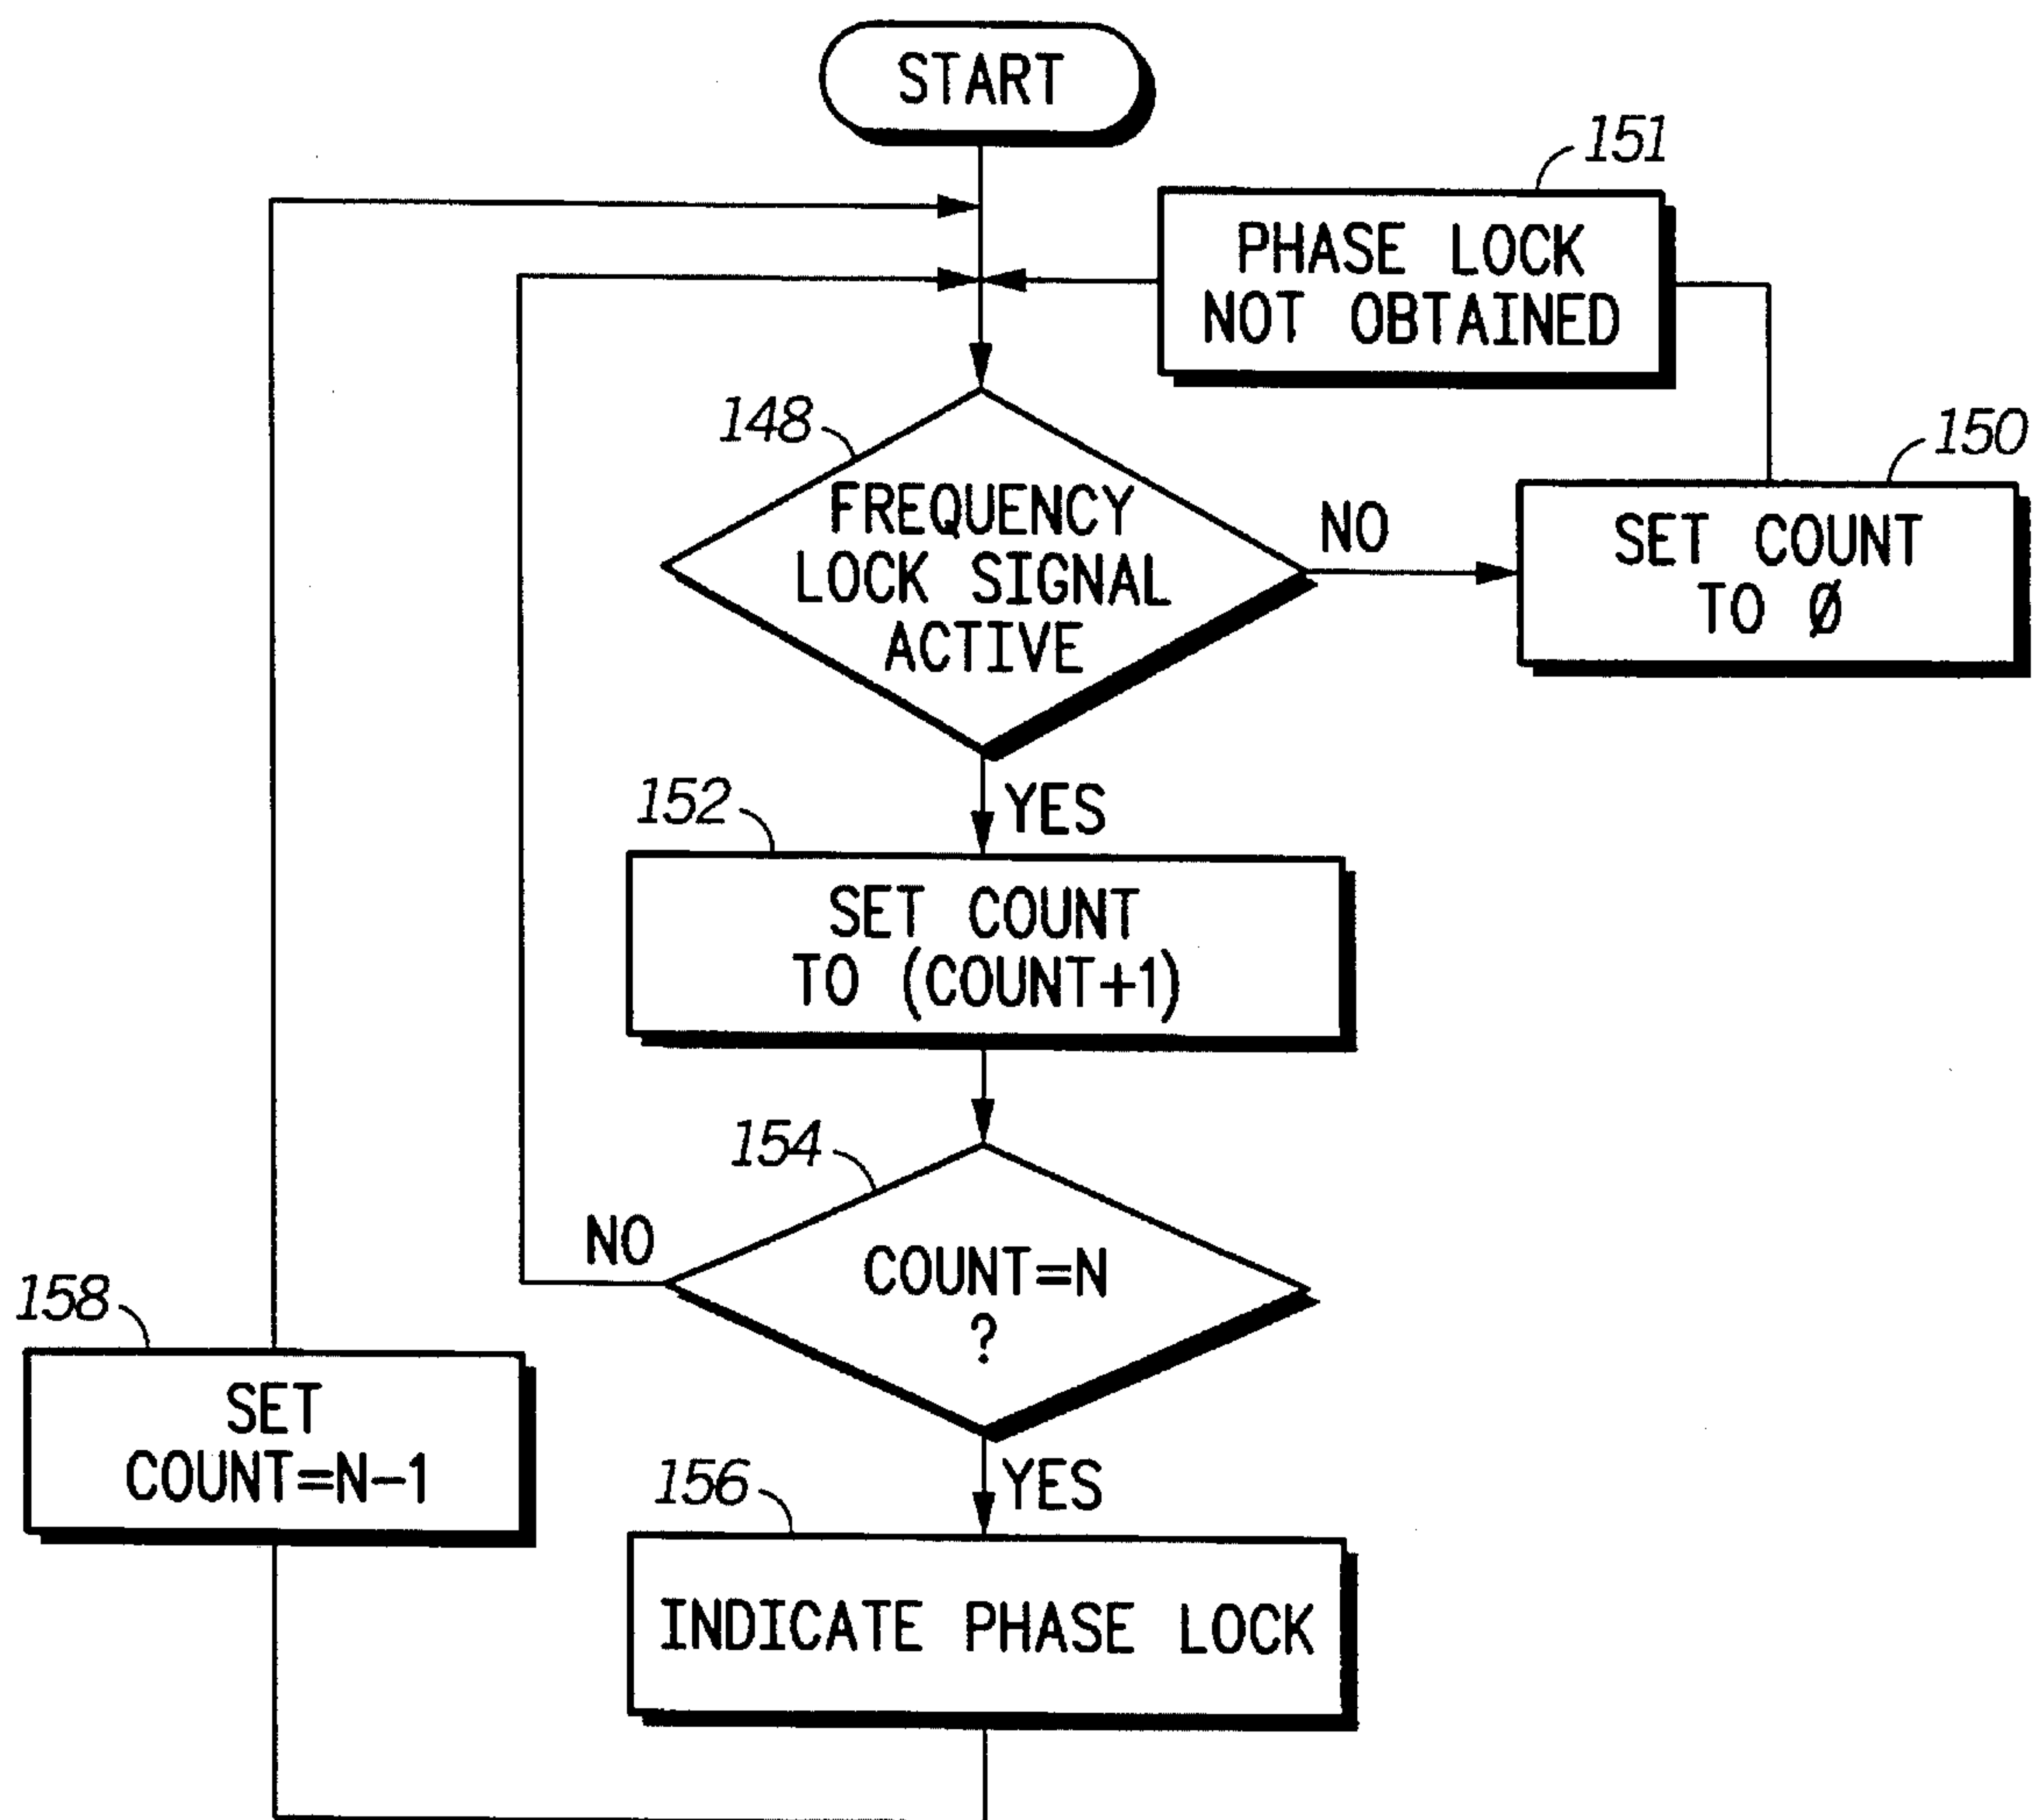 START
151
PHASE LOCK
NOT OBTAINED
148
FREQUENCY
LOCK SIGNAL
ACTIVE
NO
150
SET COUNT
TO Ø
YES
152
SET COUNT
TO (COUNT+1)
154
COUNT=N
?
NO
158
SET
COUNT=N-1
YES
156
INDICATE PHASE LOCK